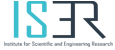 ISER
Institute for Scientific and Engineering Research